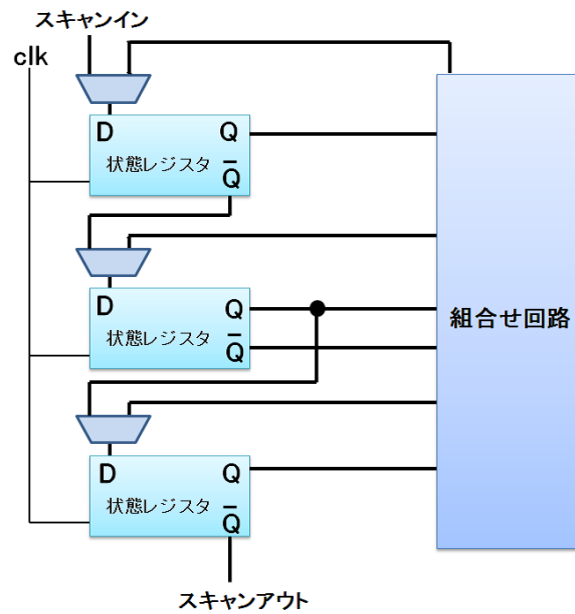 スキャンイン
clk
D Q
状態レジスタ
Q̅
D Q
状態レジスタ
Q̅
組合せ回路
D Q
状態レジスタ
Q̅
スキャンアウト